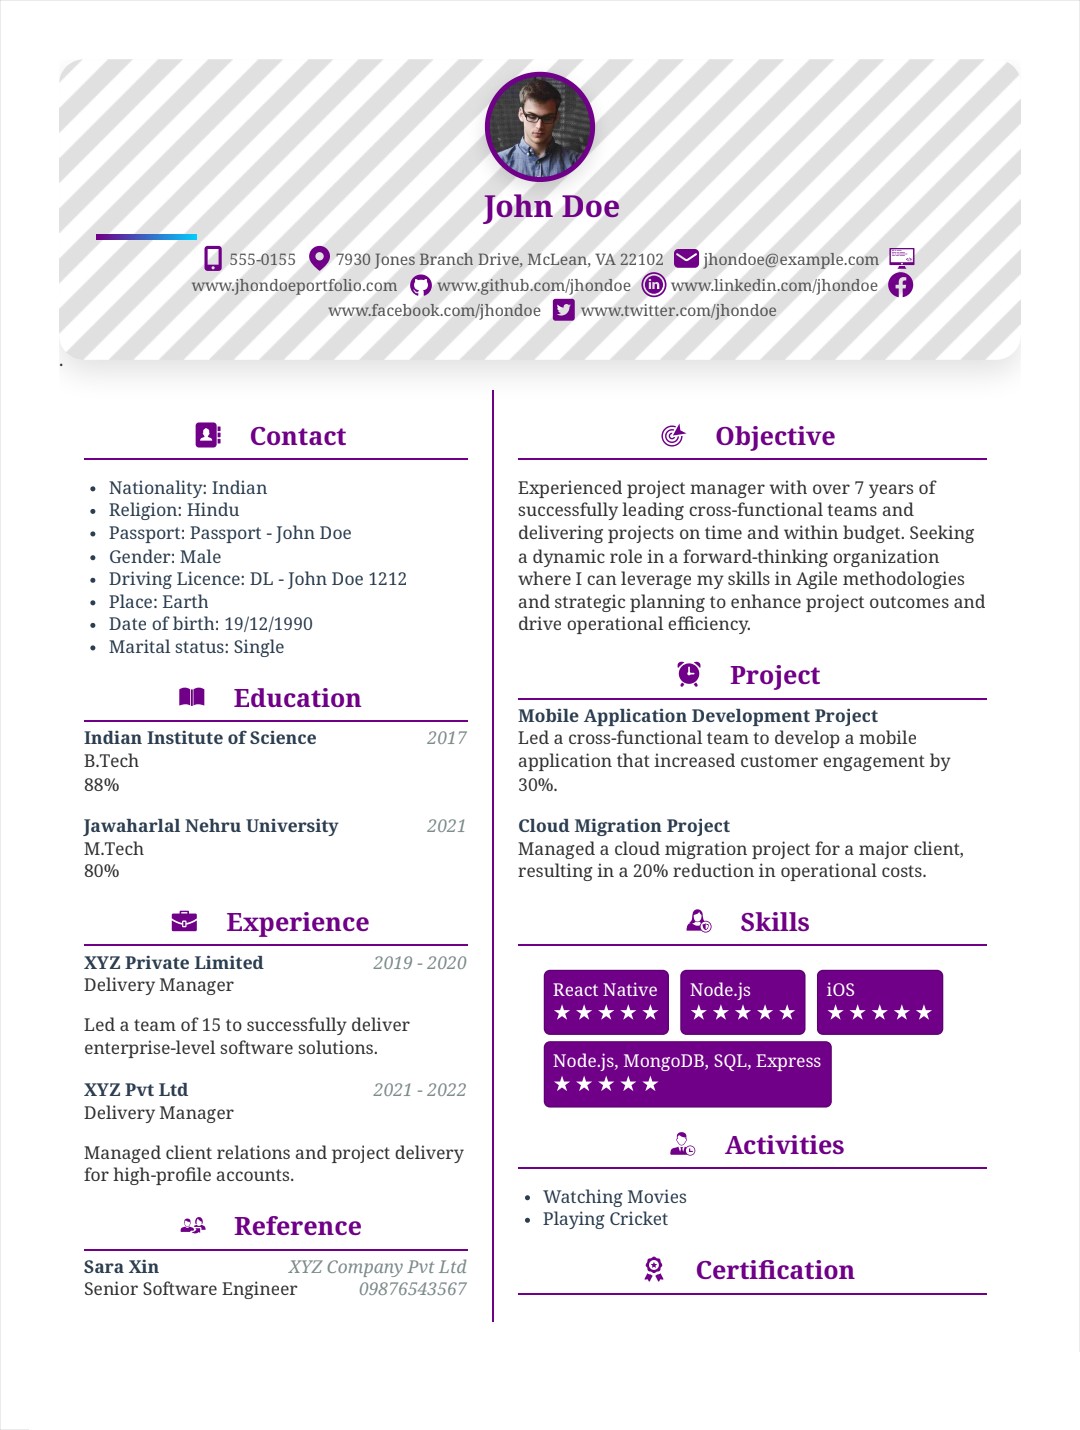 John Doe
555-0155 7930 Jones Branch Drive, McLean, VA 22102 jhondoe@example.com
www.jhondoeportfolio.com www.github.com/jhondoe www.linkedin.com/jhondoe
www.facebook.com/jhondoe www.twitter.com/jhondoe
.
Contact
• Nationality: Indian
• Religion: Hindu
• Passport: Passport - John Doe
• Gender: Male
• Driving Licence: DL - John Doe 1212
• Place: Earth
• Date of birth: 19/12/1990
• Marital status: Single
Education
Indian Institute of Science 2017
B.Tech
88%
Jawaharlal Nehru University 2021
M.Tech
80%
Experience
XYZ Private Limited 2019 - 2020
Delivery Manager
Led a team of 15 to successfully deliver
enterprise-level software solutions.
XYZ Pvt Ltd 2021 - 2022
Delivery Manager
Managed client relations and project delivery
for high-profile accounts.
Reference
Sara Xin XYZ Company Pvt Ltd
Senior Software Engineer 09876543567
Objective
Experienced project manager with over 7 years of
successfully leading cross-functional teams and
delivering projects on time and within budget. Seeking
a dynamic role in a forward-thinking organization
where I can leverage my skills in Agile methodologies
and strategic planning to enhance project outcomes and
drive operational efficiency.
Project
Mobile Application Development Project
Led a cross-functional team to develop a mobile
application that increased customer engagement by
30%.
Cloud Migration Project
Managed a cloud migration project for a major client,
resulting in a 20% reduction in operational costs.
Skills
React Native Node.js iOS
★★★★★ ★★★★★ ★★★★★
Node.js, MongoDB, SQL, Express
★★★★★
Activities
• Watching Movies
• Playing Cricket
Certification